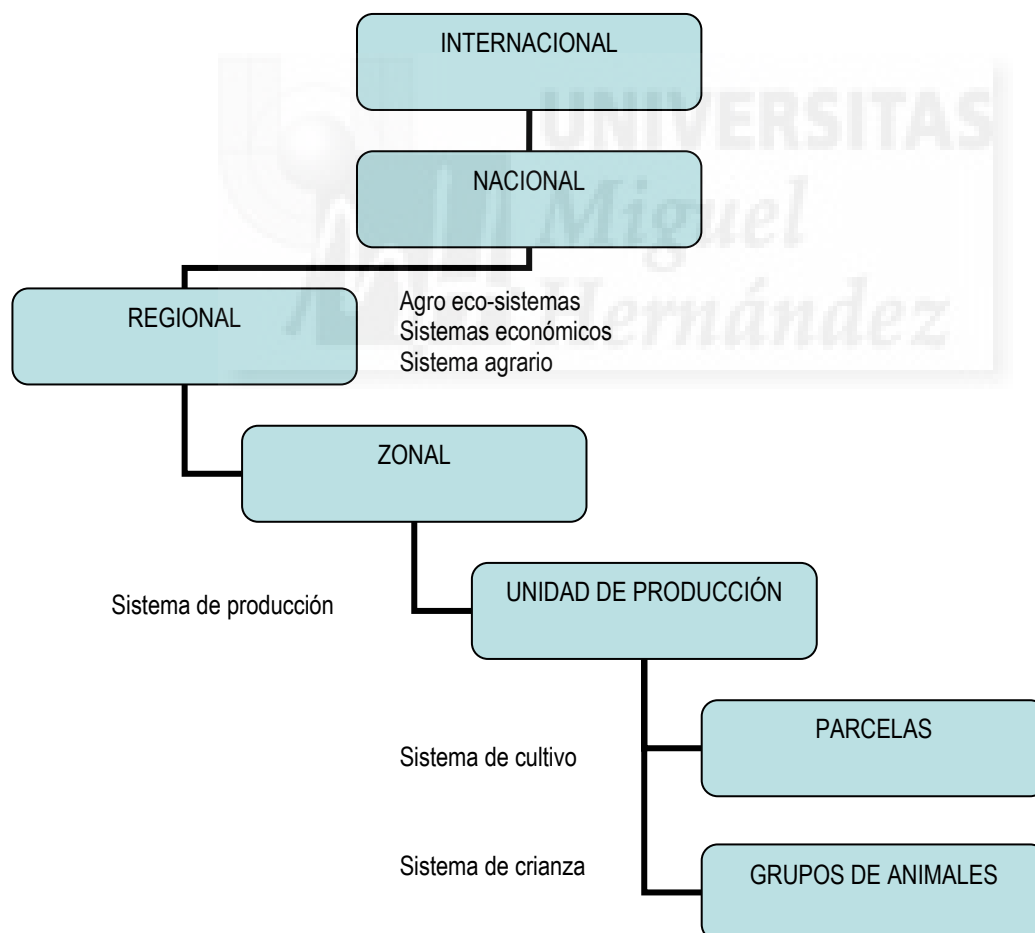 INTERNACIONAL
UNIVERSITAS
Miguel
Hernández
NACIONAL
REGIONAL
Agro eco-sistemas
Sistemas económicos
Sistema agrario
ZONAL
Sistema de producción
UNIDAD DE PRODUCCIÓN
Sistema de cultivo
PARCELAS
Sistema de crianza
GRUPOS DE ANIMALES